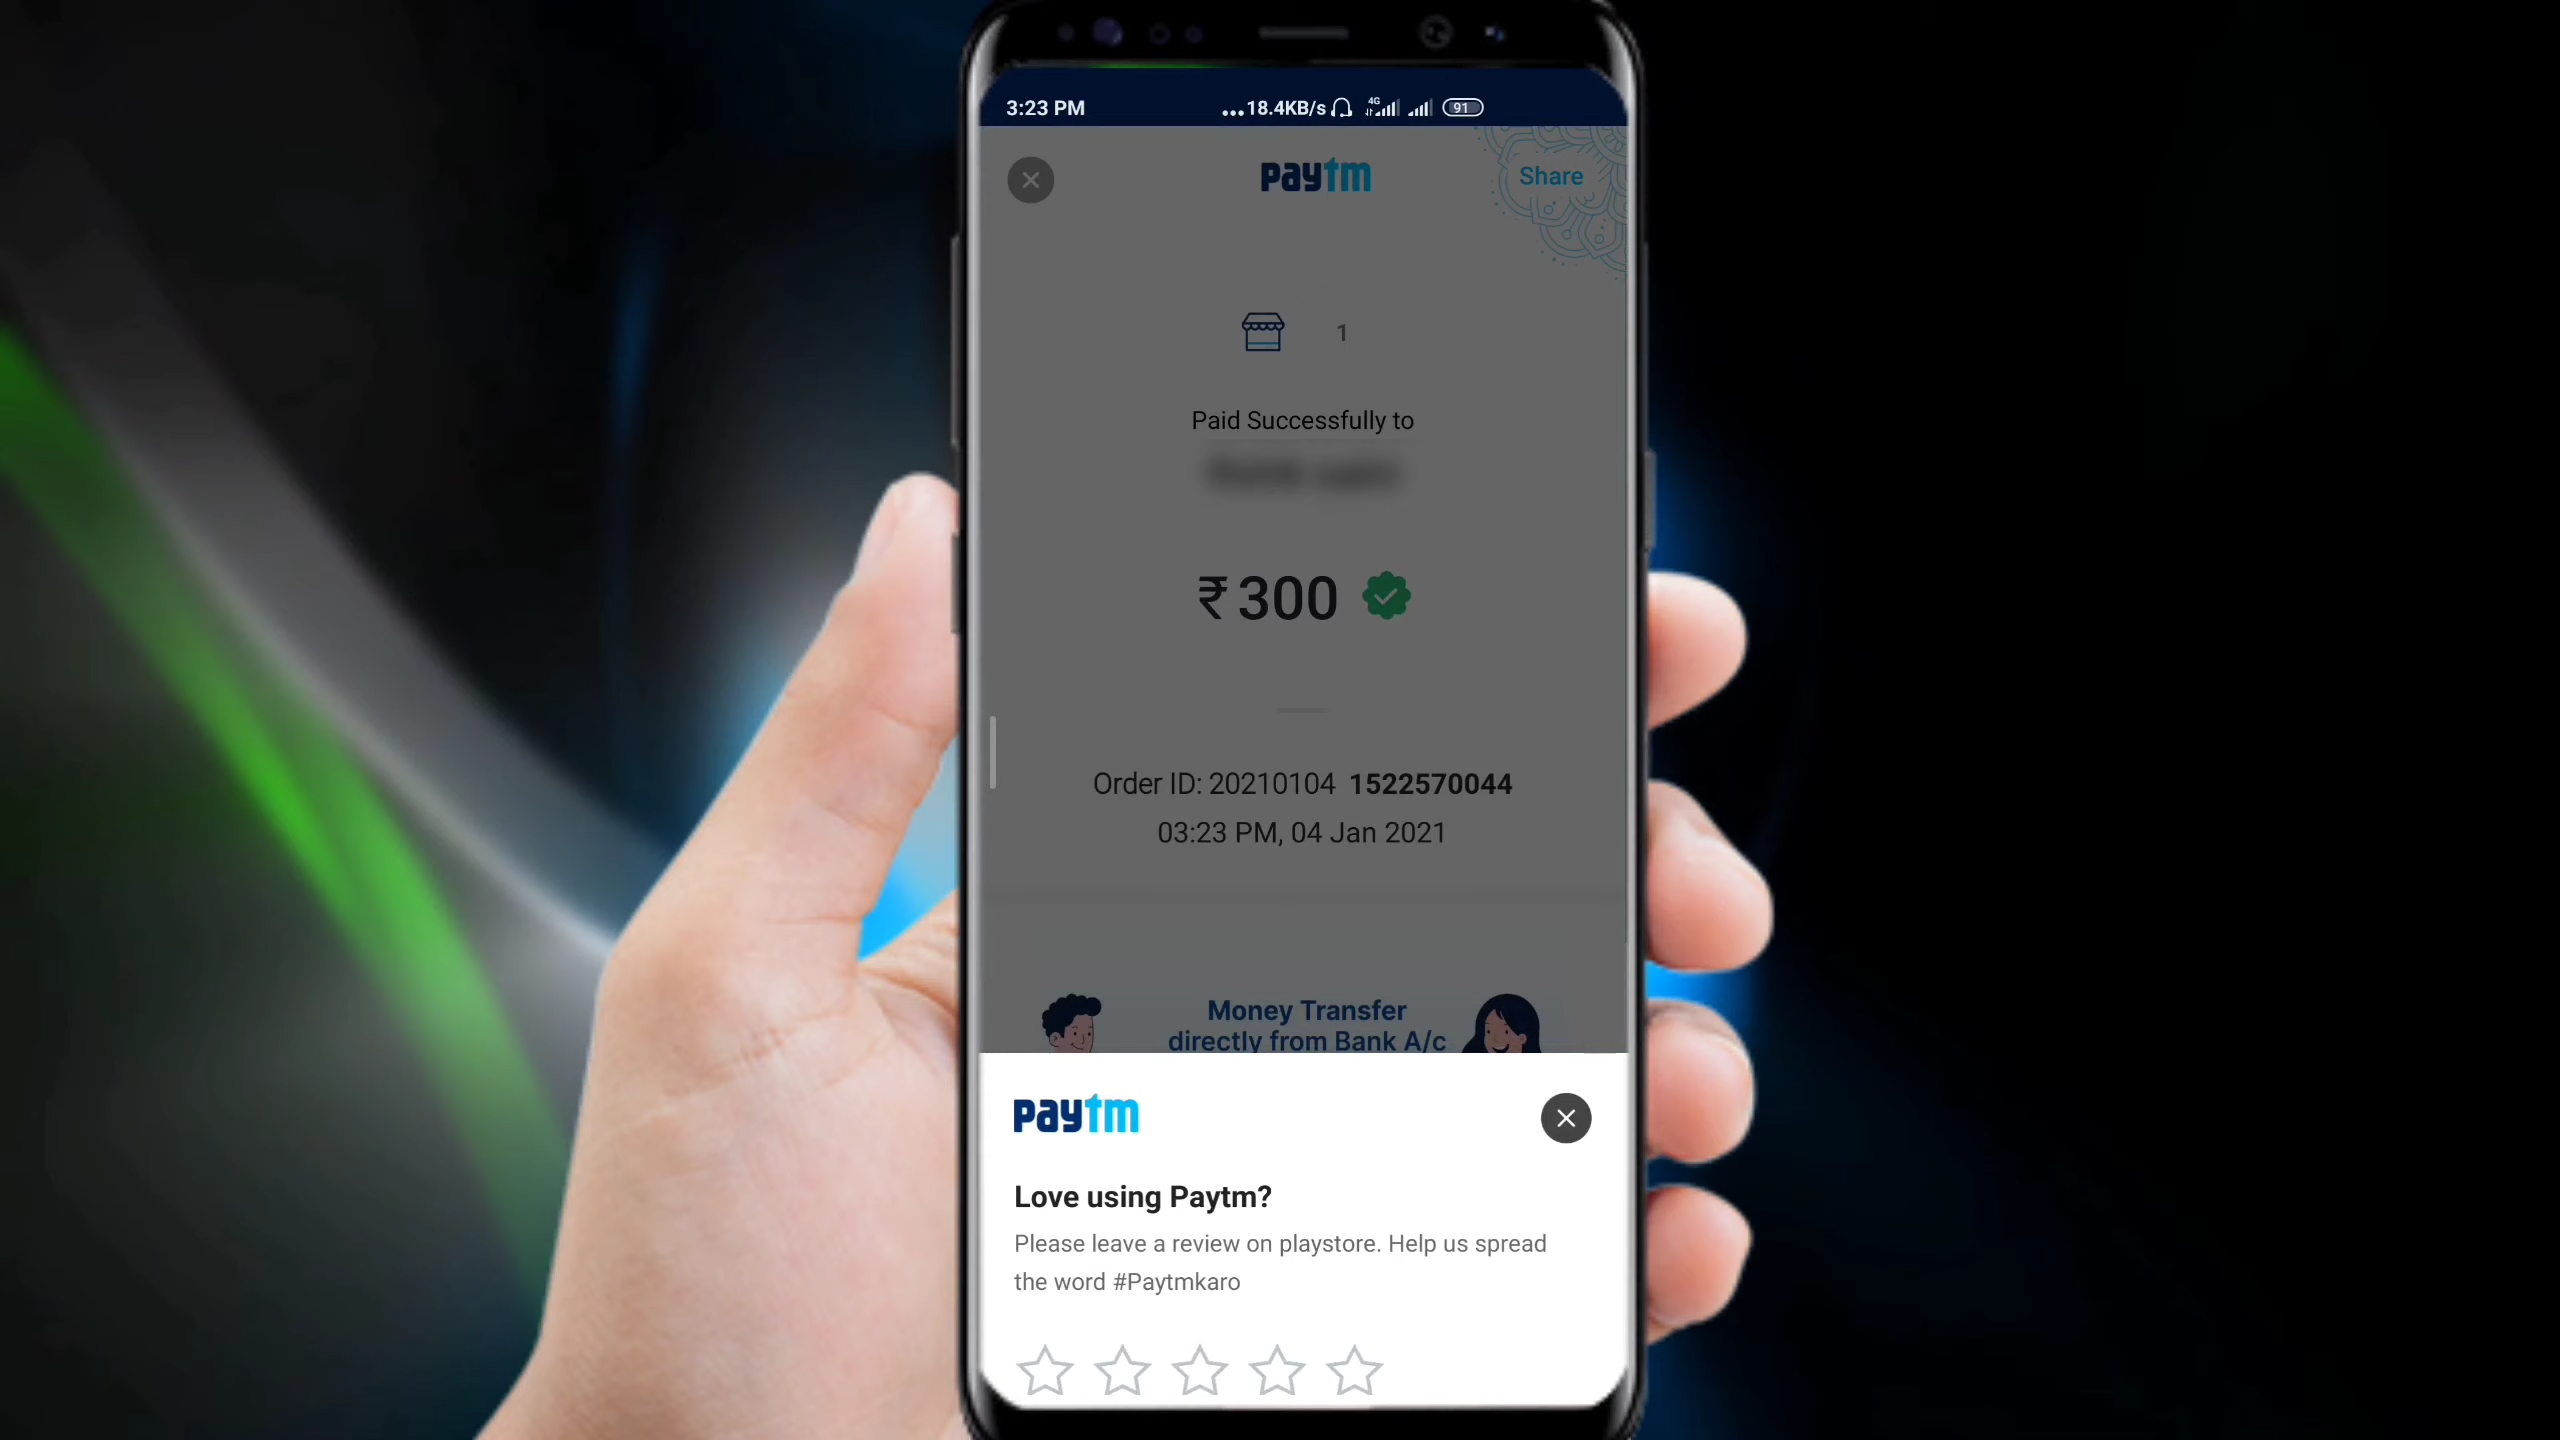 3:23 PM
...18.4KB/s 4G 91
paytm
Share
1
Paid Successfully to
₹300
Order ID: 20210104 1522570044
03:23 PM, 04 Jan 2021
Money Transfer
directly from Bank A/c
paytm
Love using Paytm?
Please leave a review on playstore. Help us spread
the word #Paytmkaro